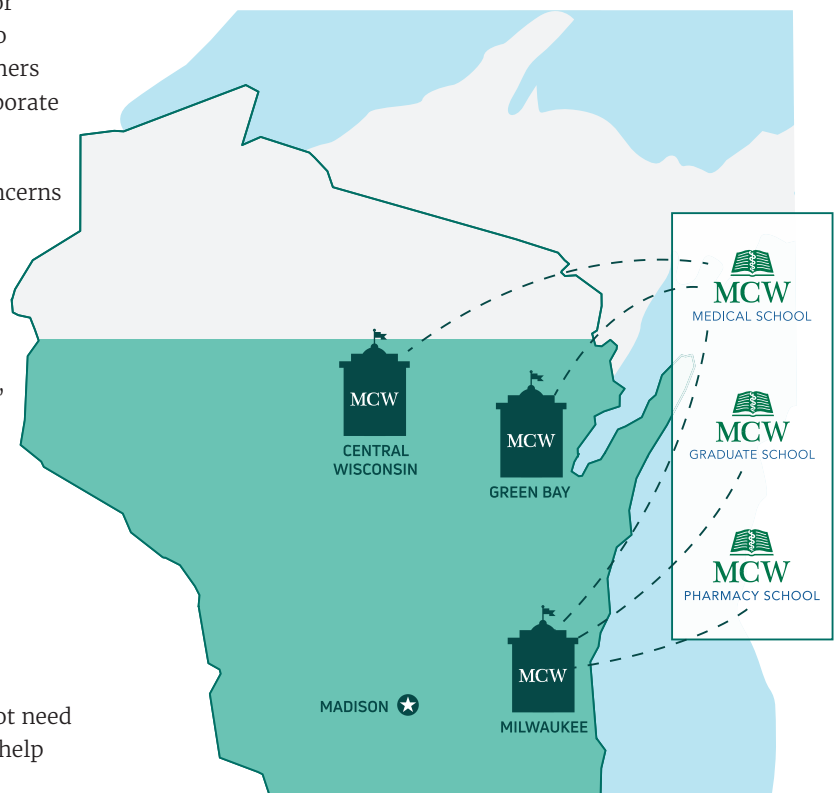 or
ners
porate
ncerns
MCW
MEDICAL SCHOOL
MCW
CENTRAL
WISCONSIN
MCW
GREEN BAY
MCW
GRADUATE SCHOOL
MCW
PHARMACY SCHOOL
MCW
MILWAUKEE
MADISON
ot need
help